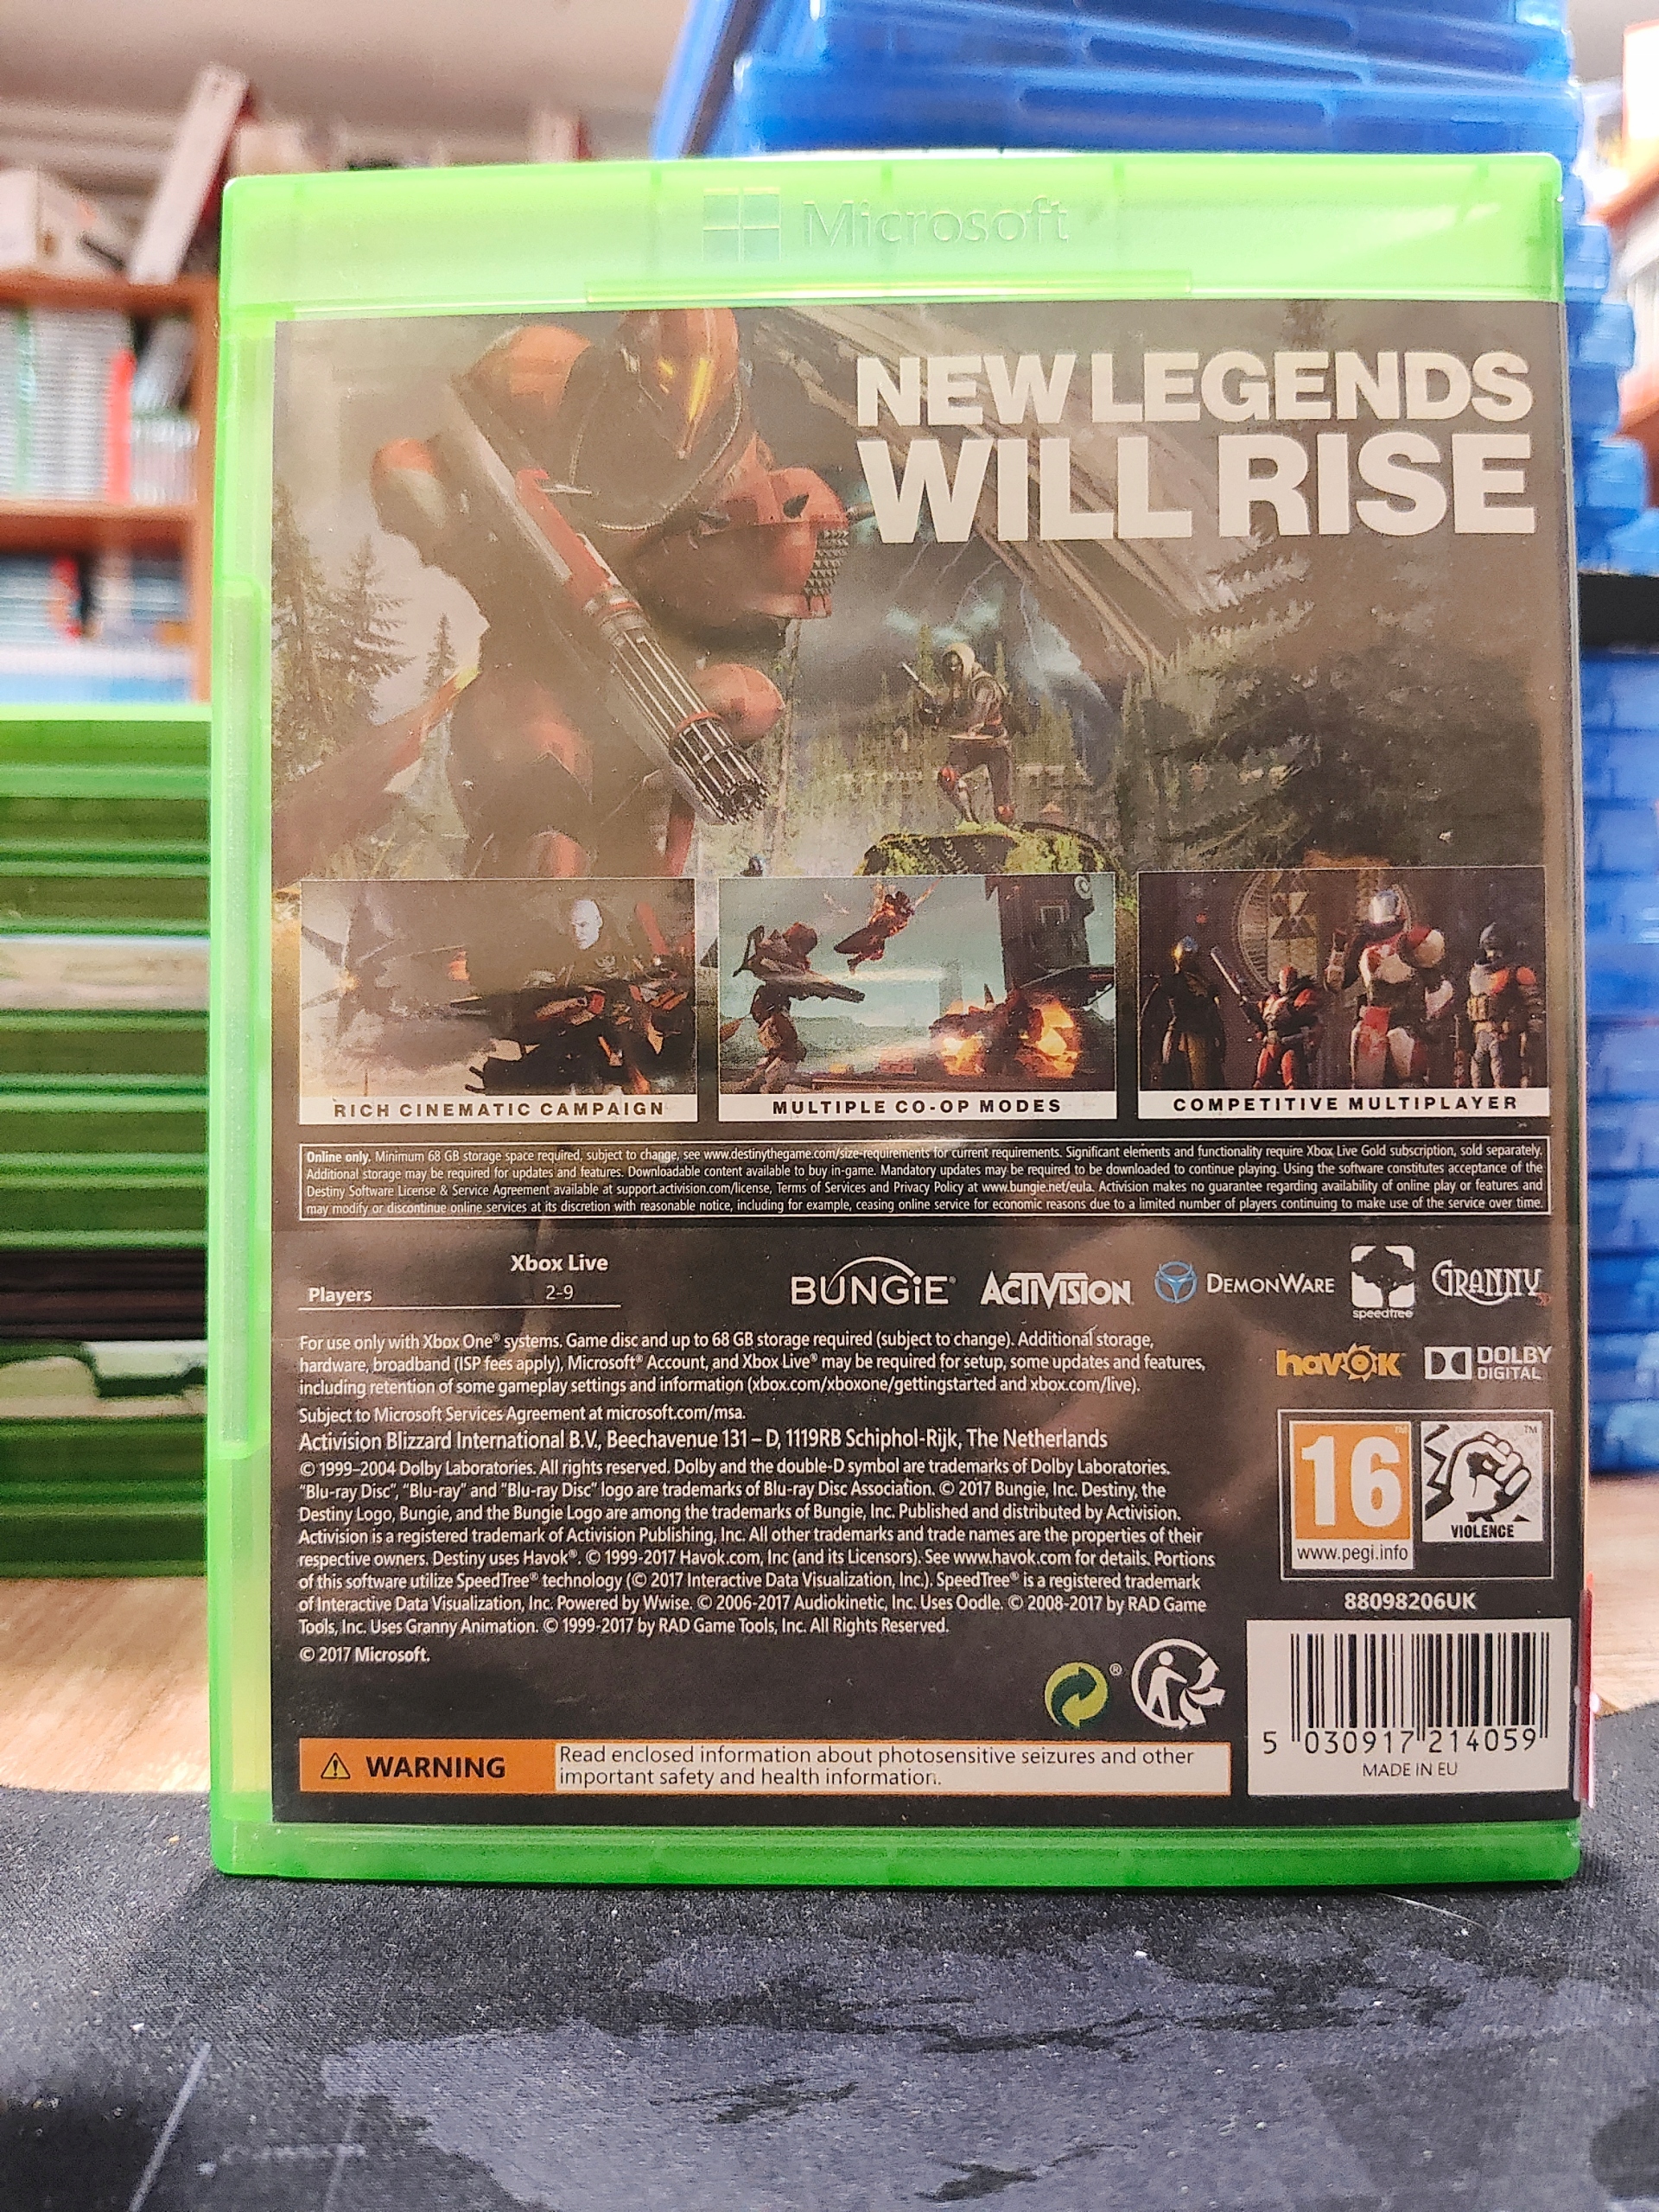 Microsoft
NEW LEGENDS
WILL RISE
RICH CINEMATIC CAMPAIGN
MULTIPLE CO-OP MODES
COMPETITIVE MULTIPLAYER
Online only. Minimum 68 GB storage space required, subject to change, see www.destinythegame.com/size-requirements for current requirements. Significant elements and functionality require Xbox Live Gold subscription, sold separately.
Additional storage may be required for updates and features. Downloadable content available to buy in-game. Mandatory updates may be required to be downloaded to continue playing. Using the software constitutes acceptance of the
Destiny Software License & Service Agreement available at support.activision.com/license, Terms of Services and Privacy Policy at www.bungie.net/eula. Activision makes no guarantee regarding availability of online play or features and
may modify or discontinue online services at its discretion with reasonable notice, including for example, ceasing online service for economic reasons due to a limited number of players continuing to make use of the service over time.
Xbox Live
Players 2-9
BUNGiE® ACTIVISION. DEMONWARE speedtree GRANNY 3D
For use only with Xbox One® systems. Game disc and up to 68 GB storage required (subject to change). Additional storage,
hardware, broadband (ISP fees apply), Microsoft® Account, and Xbox Live® may be required for setup, some updates and features,
including retention of some gameplay settings and information (xbox.com/xboxone/gettingstarted and xbox.com/live).
havok DOLBY
DIGITAL
Subject to Microsoft Services Agreement at microsoft.com/msa.
Activision Blizzard International B.V., Beechavenue 131 – D, 1119RB Schiphol-Rijk, The Netherlands
© 1999–2004 Dolby Laboratories. All rights reserved. Dolby and the double-D symbol are trademarks of Dolby Laboratories.
"Blu-ray Disc", "Blu-ray" and "Blu-ray Disc" logo are trademarks of Blu-ray Disc Association. © 2017 Bungie, Inc. Destiny, the
Destiny Logo, Bungie, and the Bungie Logo are among the trademarks of Bungie, Inc. Published and distributed by Activision.
Activision is a registered trademark of Activision Publishing, Inc. All other trademarks and trade names are the properties of their
respective owners. Destiny uses Havok®. © 1999-2017 Havok.com, Inc (and its Licensors). See www.havok.com for details. Portions
of this software utilize SpeedTree® technology (© 2017 Interactive Data Visualization, Inc.). SpeedTree® is a registered trademark
of Interactive Data Visualization, Inc. Powered by Wwise. © 2006-2017 Audiokinetic, Inc. Uses Oodle. © 2008-2017 by RAD Game
Tools, Inc. Uses Granny Animation. © 1999-2017 by RAD Game Tools, Inc. All Rights Reserved.
© 2017 Microsoft.
16 ™
www.pegi.info
™
VIOLENCE
88098206UK
®
5 030917 214059
MADE IN EU
WARNING
Read enclosed information about photosensitive seizures and other
important safety and health information.